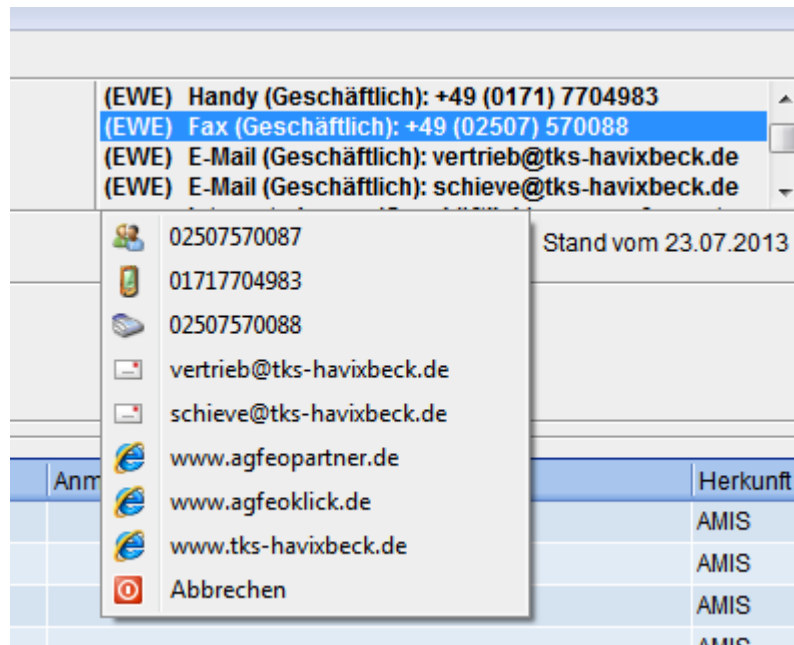 (EWE) Handy (Geschäftlich): +49 (0171) 7704983
(EWE) Fax (Geschäftlich): +49 (02507) 570088
(EWE) E-Mail (Geschäftlich): vertrieb@tks-havixbeck.de
(EWE) E-Mail (Geschäftlich): schieve@tks-havixbeck.de
02507570087
Stand vom 23.07.2013
01717704983
02507570088
vertrieb@tks-havixbeck.de
schieve@tks-havixbeck.de
www.agfeopartner.de
Anm
Herkunft
www.agfeoklick.de
AMIS
www.tks-havixbeck.de
AMIS
Abbrechen
AMIS
AMIS